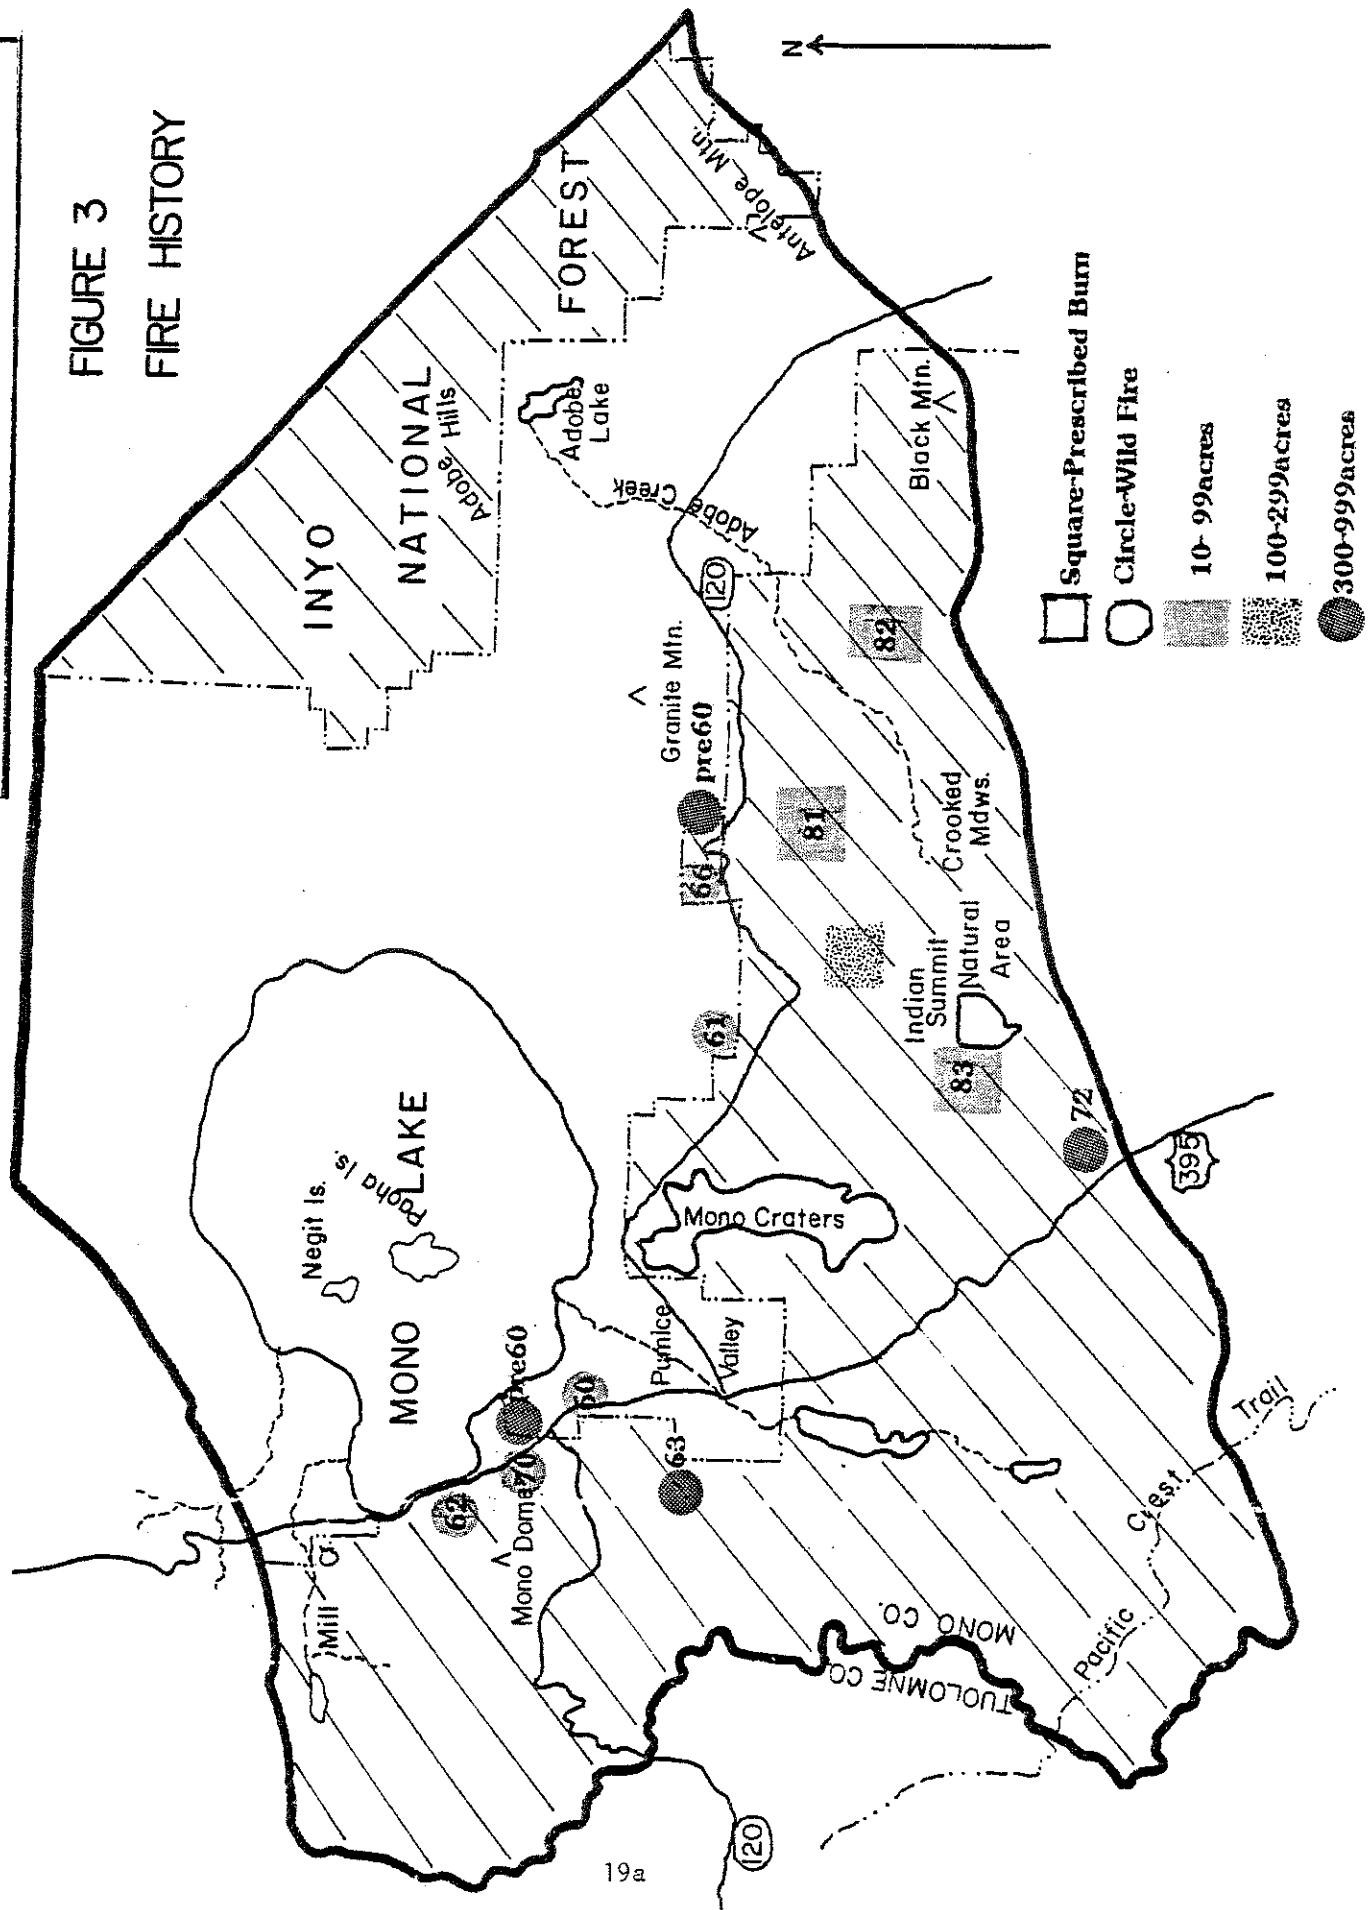 FIGURE 3
FIRE HISTORY
N
INYO
NATIONAL
FOREST
Adobe Hills
Antelope Mtn.
Adobe
Lake
Adobe Creek
Black Mtn.
120
Granite Mtn.
pre60
66
82
81
61
Crooked
Mdws.
Indian
Summit
Natural
Area
83
72
395
MONO LAKE
Negit Is.
Paoha Is.
Mono Craters
Pumice
Valley
pre60
60
70
62
63
Mono Dome
Mill
MONO CO.
TUOLOMNE CO.
Pacific Crest Trail
120
Square-Prescribed Burn
Circle-Wild Fire
10-99acres
100-299acres
300-999acres
19a